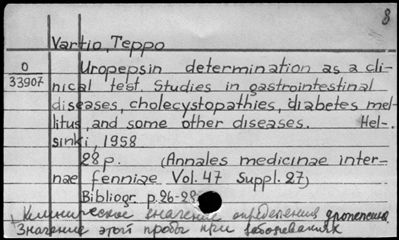 8
Vartio, Teppo
0
33907
Uropepsin determination as a cli-
nical test. Studies in gastrointestinal
diseases, cholecystopathies, diabetes mel-
litus, and some other diseases. Hel-
sinki, 1958
28 p. (Annales medicinae inter-
nae fenniae Vol. 47 Suppl. 27)
Bibliogr. p. 26-28
Клиническое значение определения уропепсина
Значение этой пробы при заболеваниях